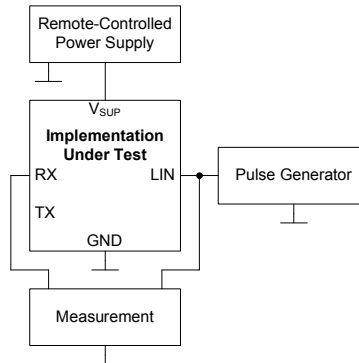 Remote-Controlled
Power Supply
VSUP
Implementation
Under Test
RX
LIN
Pulse Generator
TX
GND
Measurement